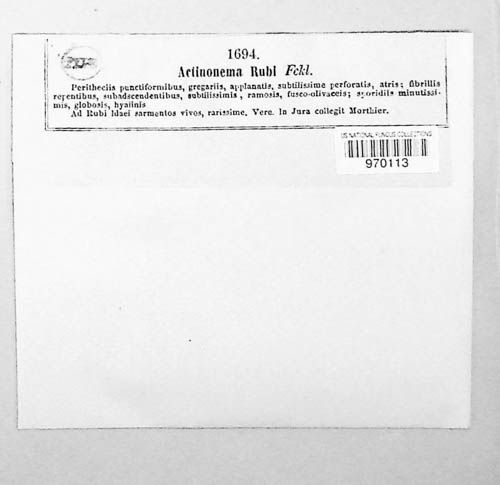 1694.
Actinonema Rubi Fckl.
Peritheciis punctiformibus, gregariis, applanatis, subtilissime perforatis, atris; fibrillis
repentibus, subadscendentibus, subtilissimis, ramosis, fusco-olivaceis; sporidiis minutissi-
mis, globosis, hyalinis
Ad Rubi Idaei sarmentos vivos, rarissime, Vere. In Jura collegit Morthier.
US NATIONAL FUNGUS COLLECTIONS
970113